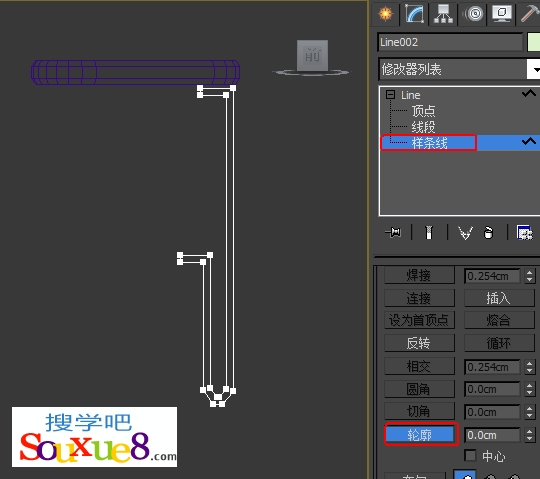 Line002
修改器列表
Line
顶点
线段
样条线
焊接 0.254cm
连接 插入
设为首顶点 熔合
反转 循环
相交 0.254cm
圆角 0.0cm
切角 0.0cm
轮廓 0.0cm
中心
搜学吧
Souxue8.com